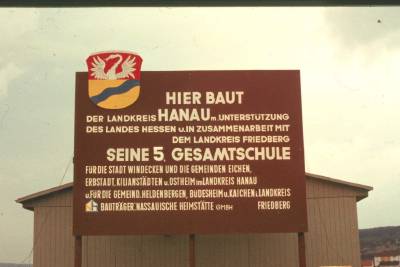 HIER BAUT
DER LANDKREIS HANAU m. UNTERSTÜTZUNG
DES LANDES HESSEN u. IN ZUSAMMENARBEIT MIT
DEM LANDKREIS FRIEDBERG
SEINE 5. GESAMTSCHULE
FÜR DIE STADT WINDECKEN UND DIE GEMEINDEN EICHEN,
ERBSTADT, KILIANSTÄDTEN u. OSTHEIM im LANDKREIS HANAU
u. FÜR DIE GEMEIND. HELDENBERGEN, BÜDESHEIM u. KAICHEN i. LANDKREIS
BAUTRÄGER: NASSAUISCHE HEIMSTÄTTE GMBH FRIEDBERG